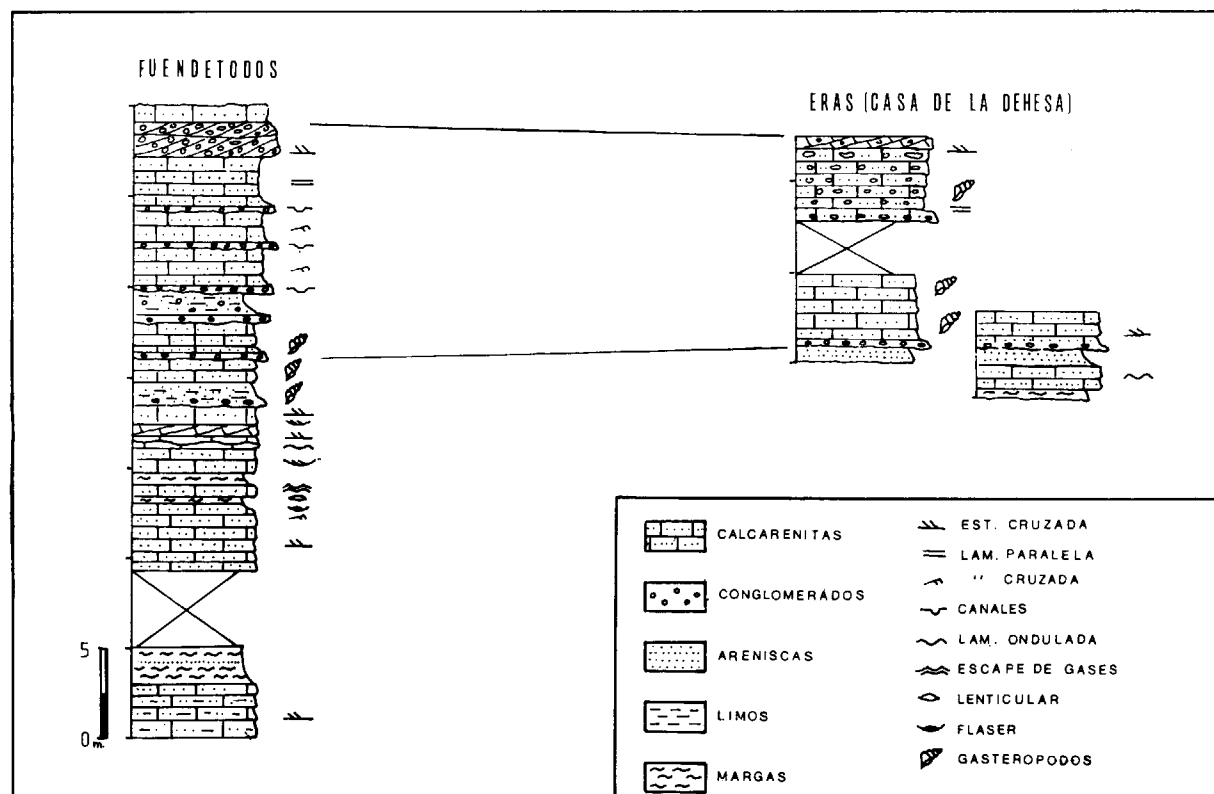 FUENDETODOS
ERAS (CASA DE LA DEHESA)
5
0 m.
CALCARENITAS
CONGLOMERADOS
ARENISCAS
LIMOS
MARGAS
EST. CRUZADA
LAM. PARALELA
'' CRUZADA
CANALES
LAM. ONDULADA
ESCAPE DE GASES
LENTICULAR
FLASER
GASTEROPODOS